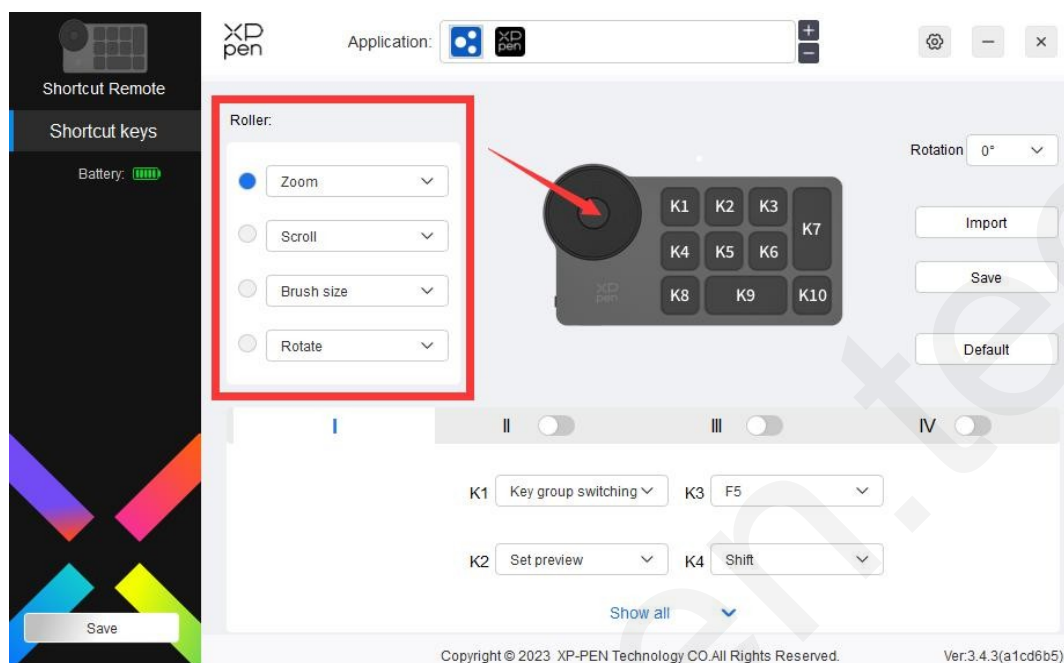 Shortcut Remote
Shortcut keys
Battery:
XP
pen
Application:
XP
pen
+
−
Roller:
Zoom
Scroll
Brush size
Rotate
K1 K2 K3
K7
K4 K5 K6
K8 K9 K10
XP
pen
Rotation 0°
Import
Save
Default
I II III IV
K1 Key group switching K3 F5
K2 Set preview K4 Shift
Show all
Save
Copyright © 2023 XP-PEN Technology CO.All Rights Reserved. Ver:3.4.3(a1cd6b5)